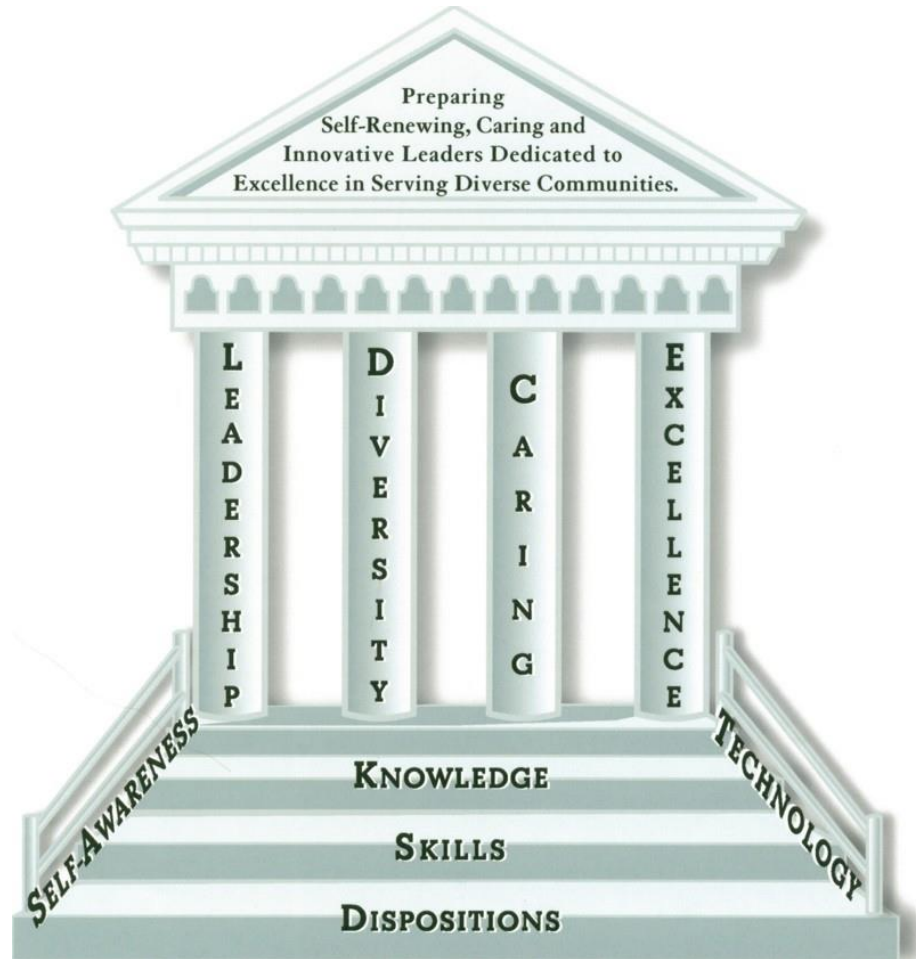 Preparing
Self-Renewing, Caring and
Innovative Leaders Dedicated to
Excellence in Serving Diverse Communities.
LEADERSHIP
DIVERSITY
CARING
EXCELLENCE
SELF-AWARENESS
TECHNOLOGY
KNOWLEDGE
SKILLS
DISPOSITIONS